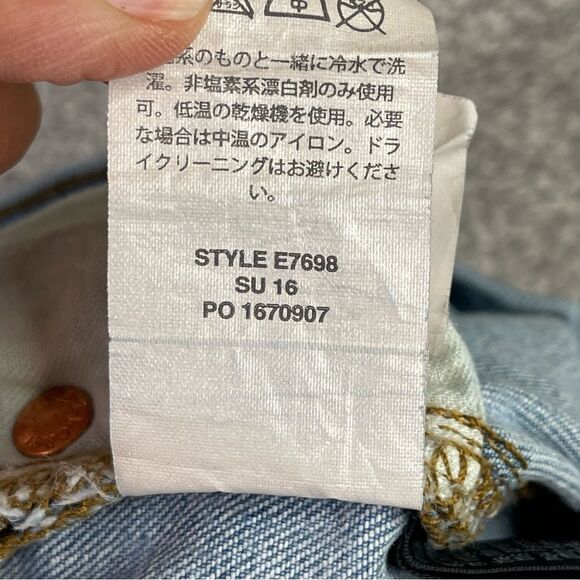 系のものと一緒に冷水で洗
濯。非塩素系漂白剤のみ使用
可。低温の乾燥機を使用。必要
な場合は中温のアイロン。ドラ
イクリーニングはお避けくださ
い。
STYLE E7698
SU 16
PO 1670907